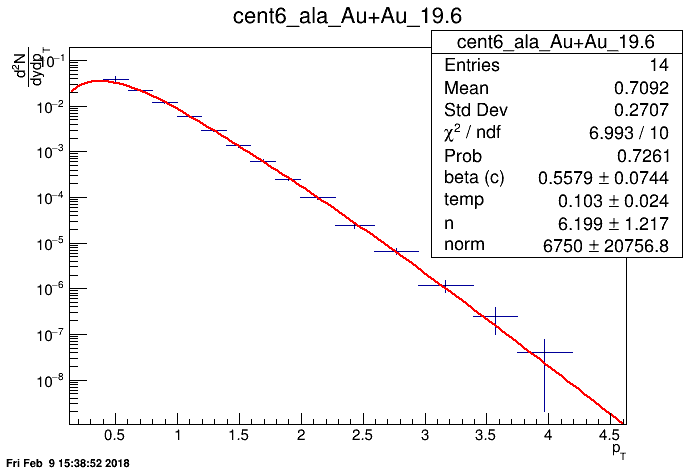 cent6_ala_Au+Au_19.6
cent6_ala_Au+Au_19.6
Entries 14
Mean 0.7092
Std Dev 0.2707
χ² / ndf 6.993 / 10
Prob 0.7261
beta (c) 0.5579 ± 0.0744
temp 0.103 ± 0.024
n 6.199 ± 1.217
norm 6750 ± 20756.8
d²N
dydp_T
10⁻¹
10⁻²
10⁻³
10⁻⁴
10⁻⁵
10⁻⁶
10⁻⁷
10⁻⁸
0.5 1 1.5 2 2.5 3 3.5 4 4.5
p_T
Fri Feb 9 15:38:52 2018